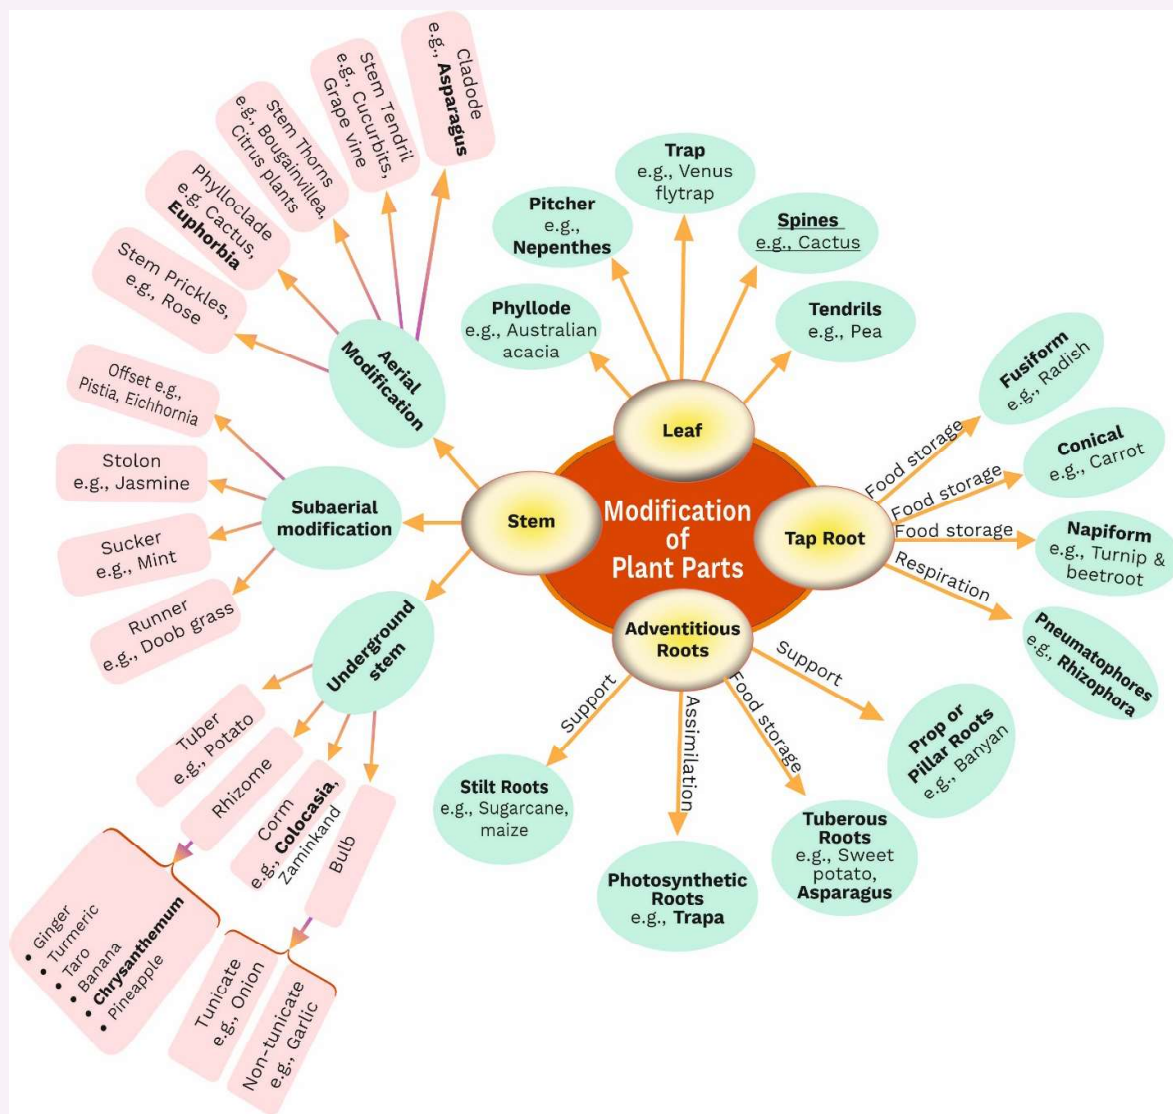 Modification
of
Plant Parts
Leaf
Phyllode
e.g., Australian
acacia
Pitcher
e.g.,
Nepenthes
Trap
e.g., Venus
flytrap
Spines
e.g., Cactus
Tendrils
e.g., Pea
Tap Root
Food storage
Fusiform
e.g., Radish
Food storage
Conical
e.g., Carrot
Food storage
Napiform
e.g., Turnip &
beetroot
Respiration
Pneumatophores
e.g., Rhizophora
Adventitious
Roots
Support
Prop or
Pillar Roots
e.g., Banyan
Food storage
Tuberous
Roots
e.g., Sweet
potato,
Asparagus
Assimilation
Photosynthetic
Roots
e.g., Trapa
Support
Stilt Roots
e.g., Sugarcane,
maize
Stem
Aerial
Modification
Cladode
e.g., Asparagus
Stem Tendril
e.g., Cucurbits,
Grape vine
Stem Thorns
e.g., Bougainvillea,
Citrus plants
Phylloclade
e.g, Cactus,
Euphorbia
Stem Prickles,
e.g., Rose
Subaerial
modification
Offset e.g.,
Pistia, Eichhornia
Stolon
e.g., Jasmine
Sucker
e.g., Mint
Runner
e.g., Doob grass
Underground
stem
Tuber
e.g., Potato
Rhizome
• Ginger
• Turmeric
• Taro
• Banana
• Chrysanthemum
• Pineapple
Corm
e.g., Colocasia,
Zaminkand
Bulb
Tunicate
e.g., Onion
Non-tunicate
e.g., Garlic